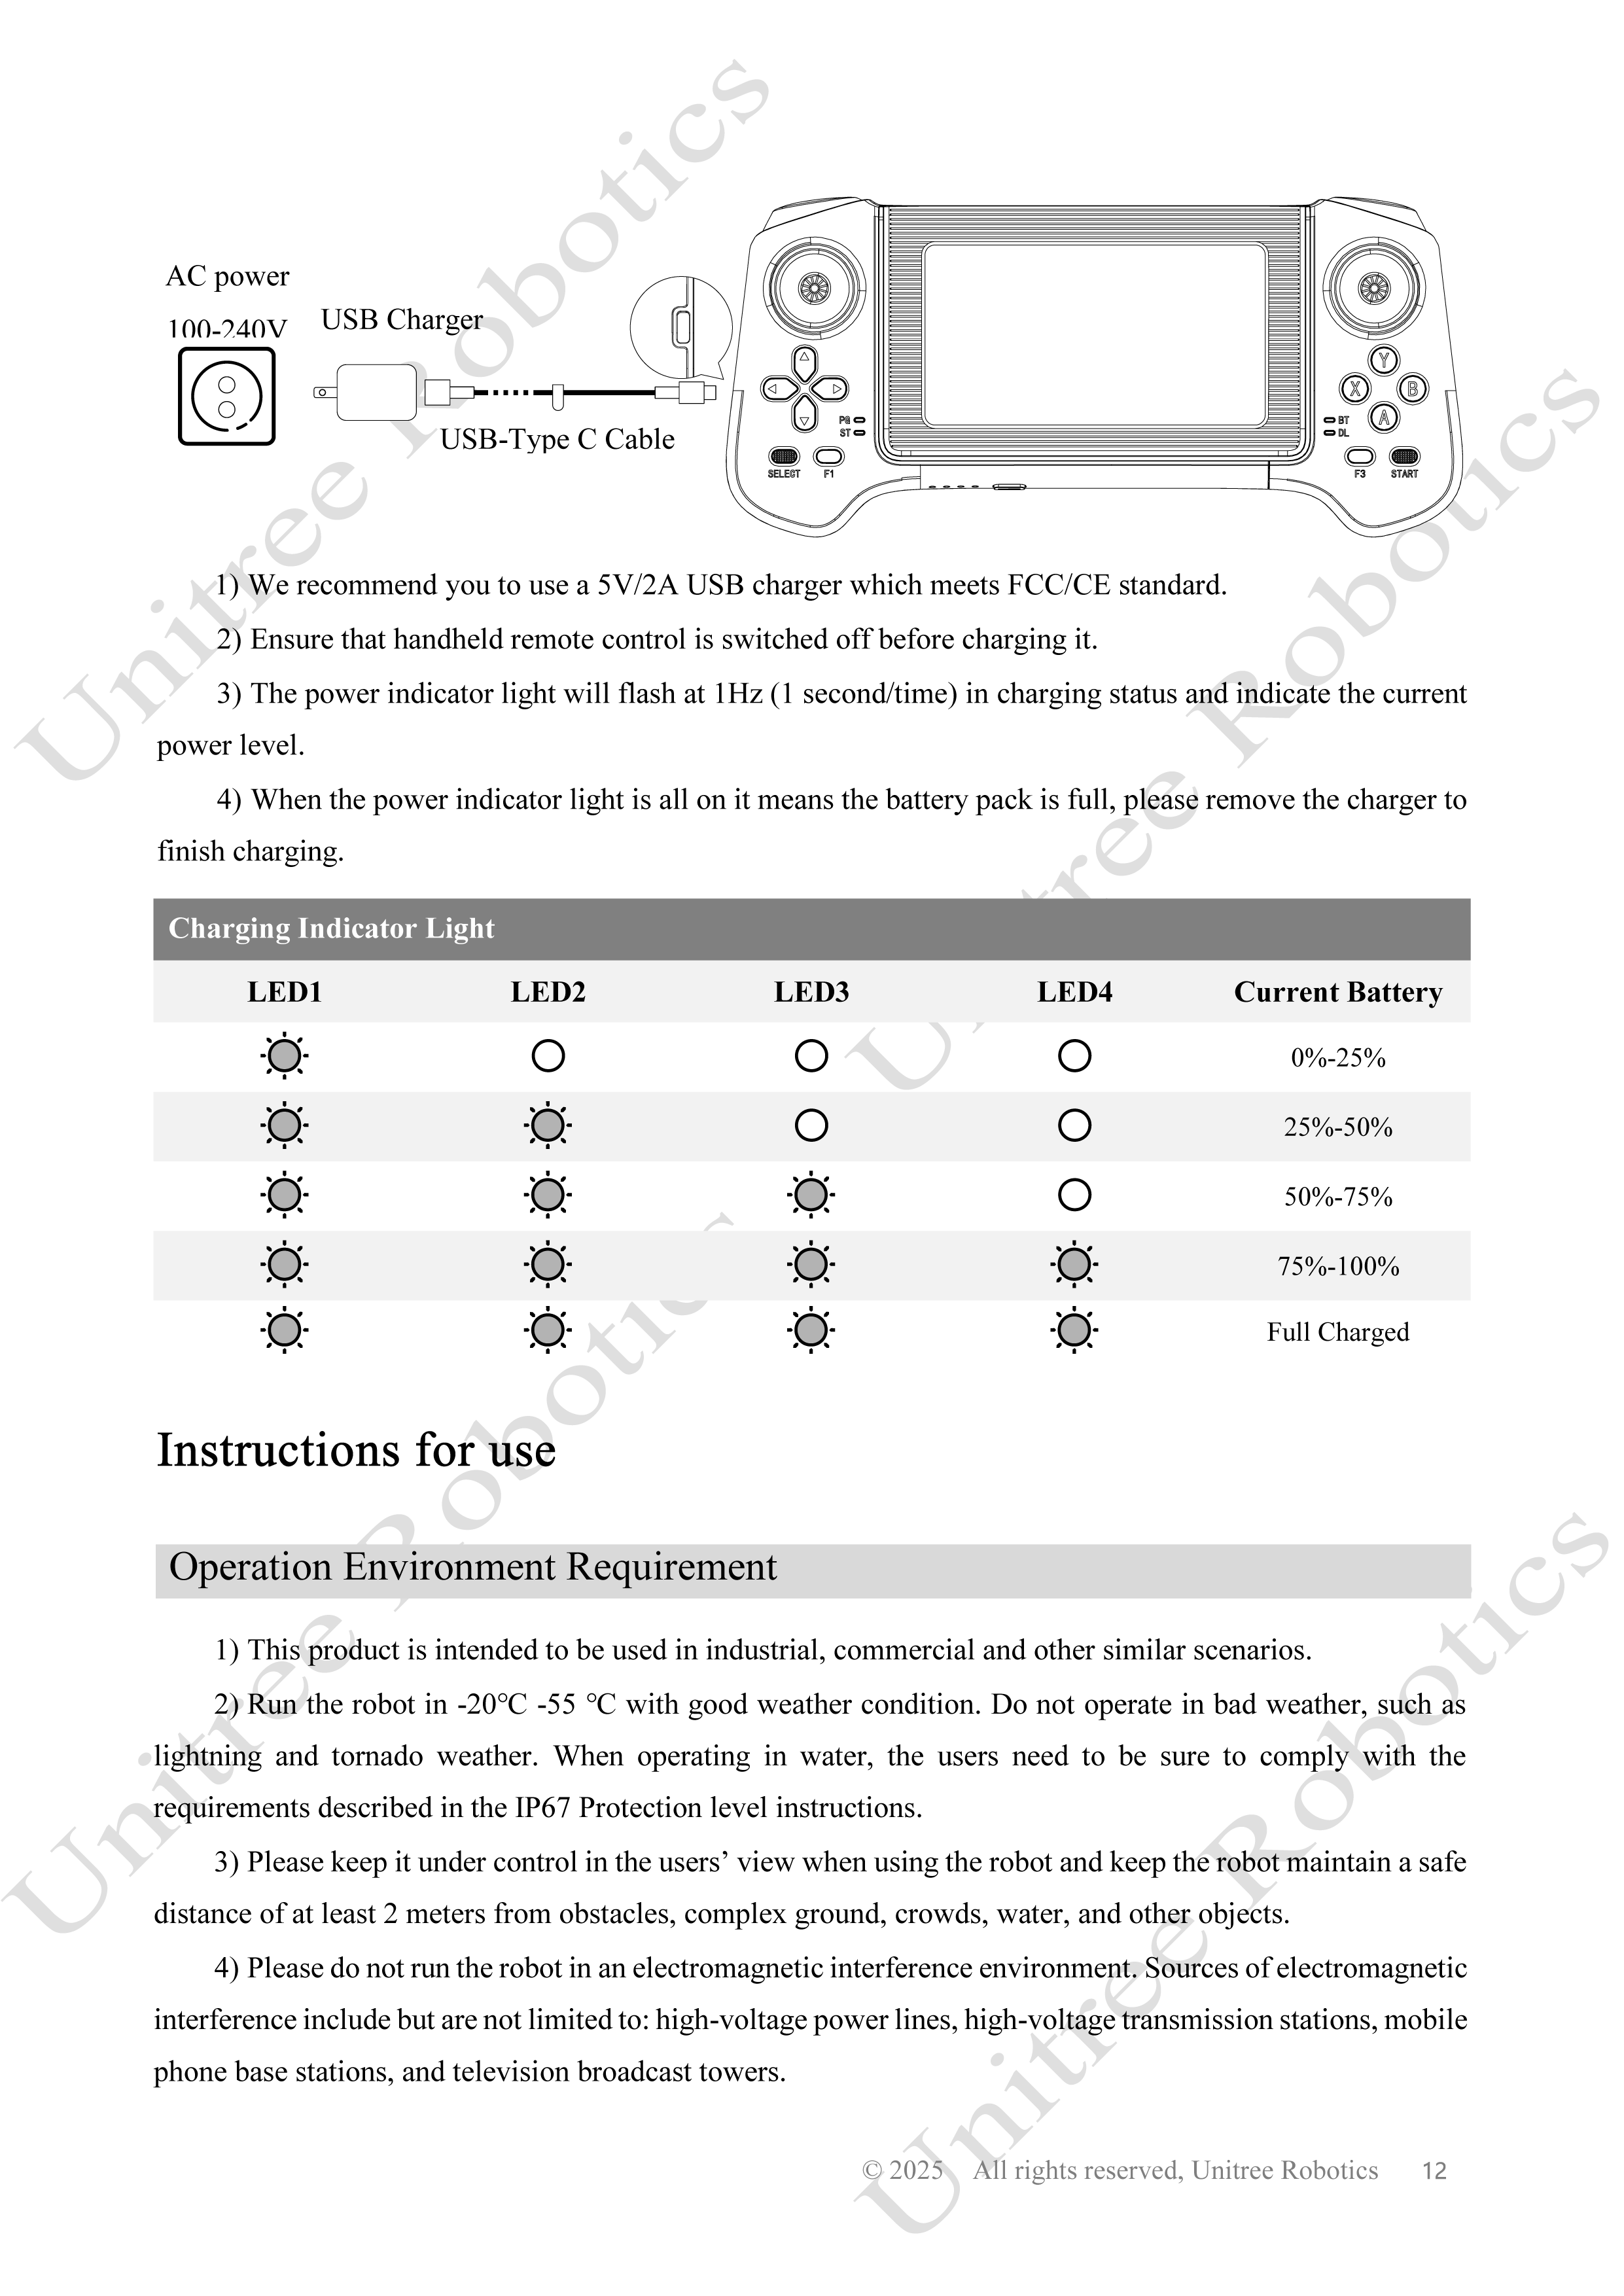 AC power
100-240V
USB Charger
USB-Type C Cable
Y
X
B
A
PG
ST
BT
DL
SELECT
F1
F3
START
1) We recommend you to use a 5V/2A USB charger which meets FCC/CE standard.
2) Ensure that handheld remote control is switched off before charging it.
3) The power indicator light will flash at 1Hz (1 second/time) in charging status and indicate the current
power level.
4) When the power indicator light is all on it means the battery pack is full, please remove the charger to
finish charging.
Charging Indicator Light
LED1 LED2 LED3 LED4 Current Battery
0%-25%
25%-50%
50%-75%
75%-100%
Full Charged
Instructions for use
Operation Environment Requirement
1) This product is intended to be used in industrial, commercial and other similar scenarios.
2) Run the robot in -20℃ -55 ℃ with good weather condition. Do not operate in bad weather, such as
lightning and tornado weather. When operating in water, the users need to be sure to comply with the
requirements described in the IP67 Protection level instructions.
3) Please keep it under control in the users’ view when using the robot and keep the robot maintain a safe
distance of at least 2 meters from obstacles, complex ground, crowds, water, and other objects.
4) Please do not run the robot in an electromagnetic interference environment. Sources of electromagnetic
interference include but are not limited to: high-voltage power lines, high-voltage transmission stations, mobile
phone base stations, and television broadcast towers.
© 2025 All rights reserved, Unitree Robotics 12
Unitree Robotics
Unitree Robotics
Unitree Robotics
Unitree Robotics